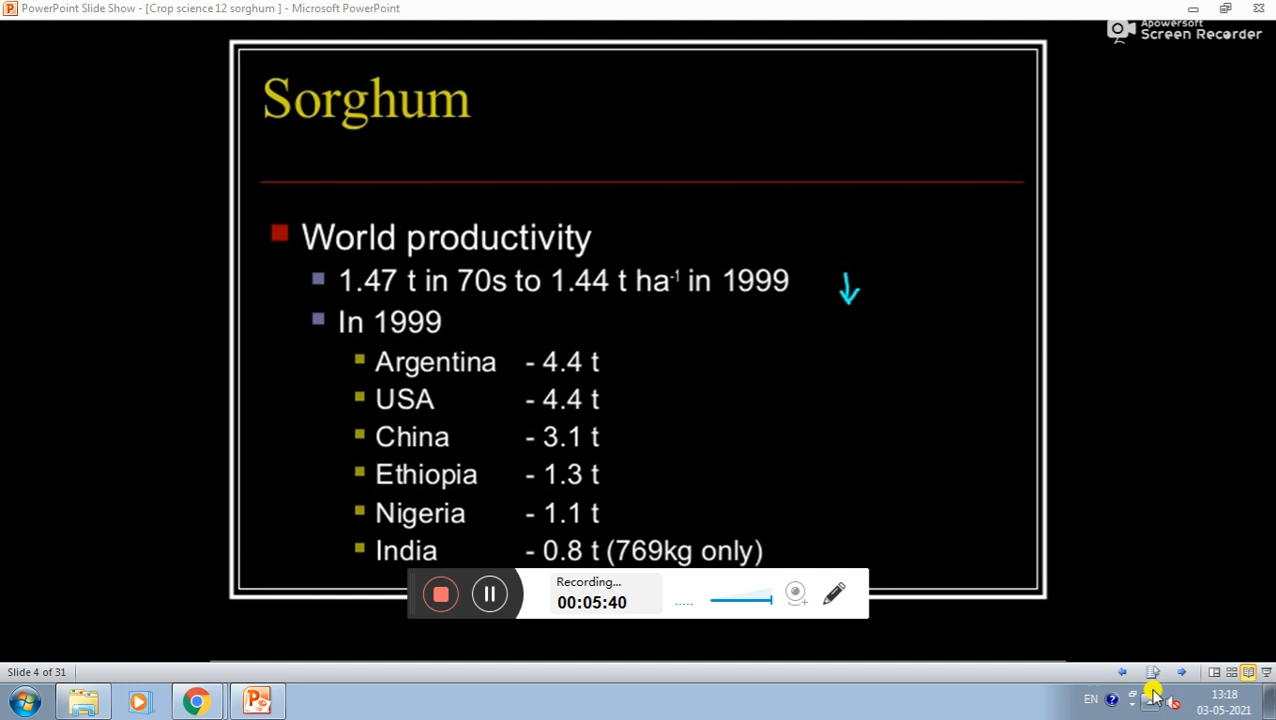 PowerPoint Slide Show - [Crop science 12 sorghum ] - Microsoft PowerPoint
Apowersoft
Screen Recorder
Sorghum
World productivity
1.47 t in 70s to 1.44 t ha⁻¹ in 1999
In 1999
Argentina - 4.4 t
USA - 4.4 t
China - 3.1 t
Ethiopia - 1.3 t
Nigeria - 1.1 t
India - 0.8 t (769kg only)
Recording...
00:05:40
Slide 4 of 31
EN
13:18
03-05-2021